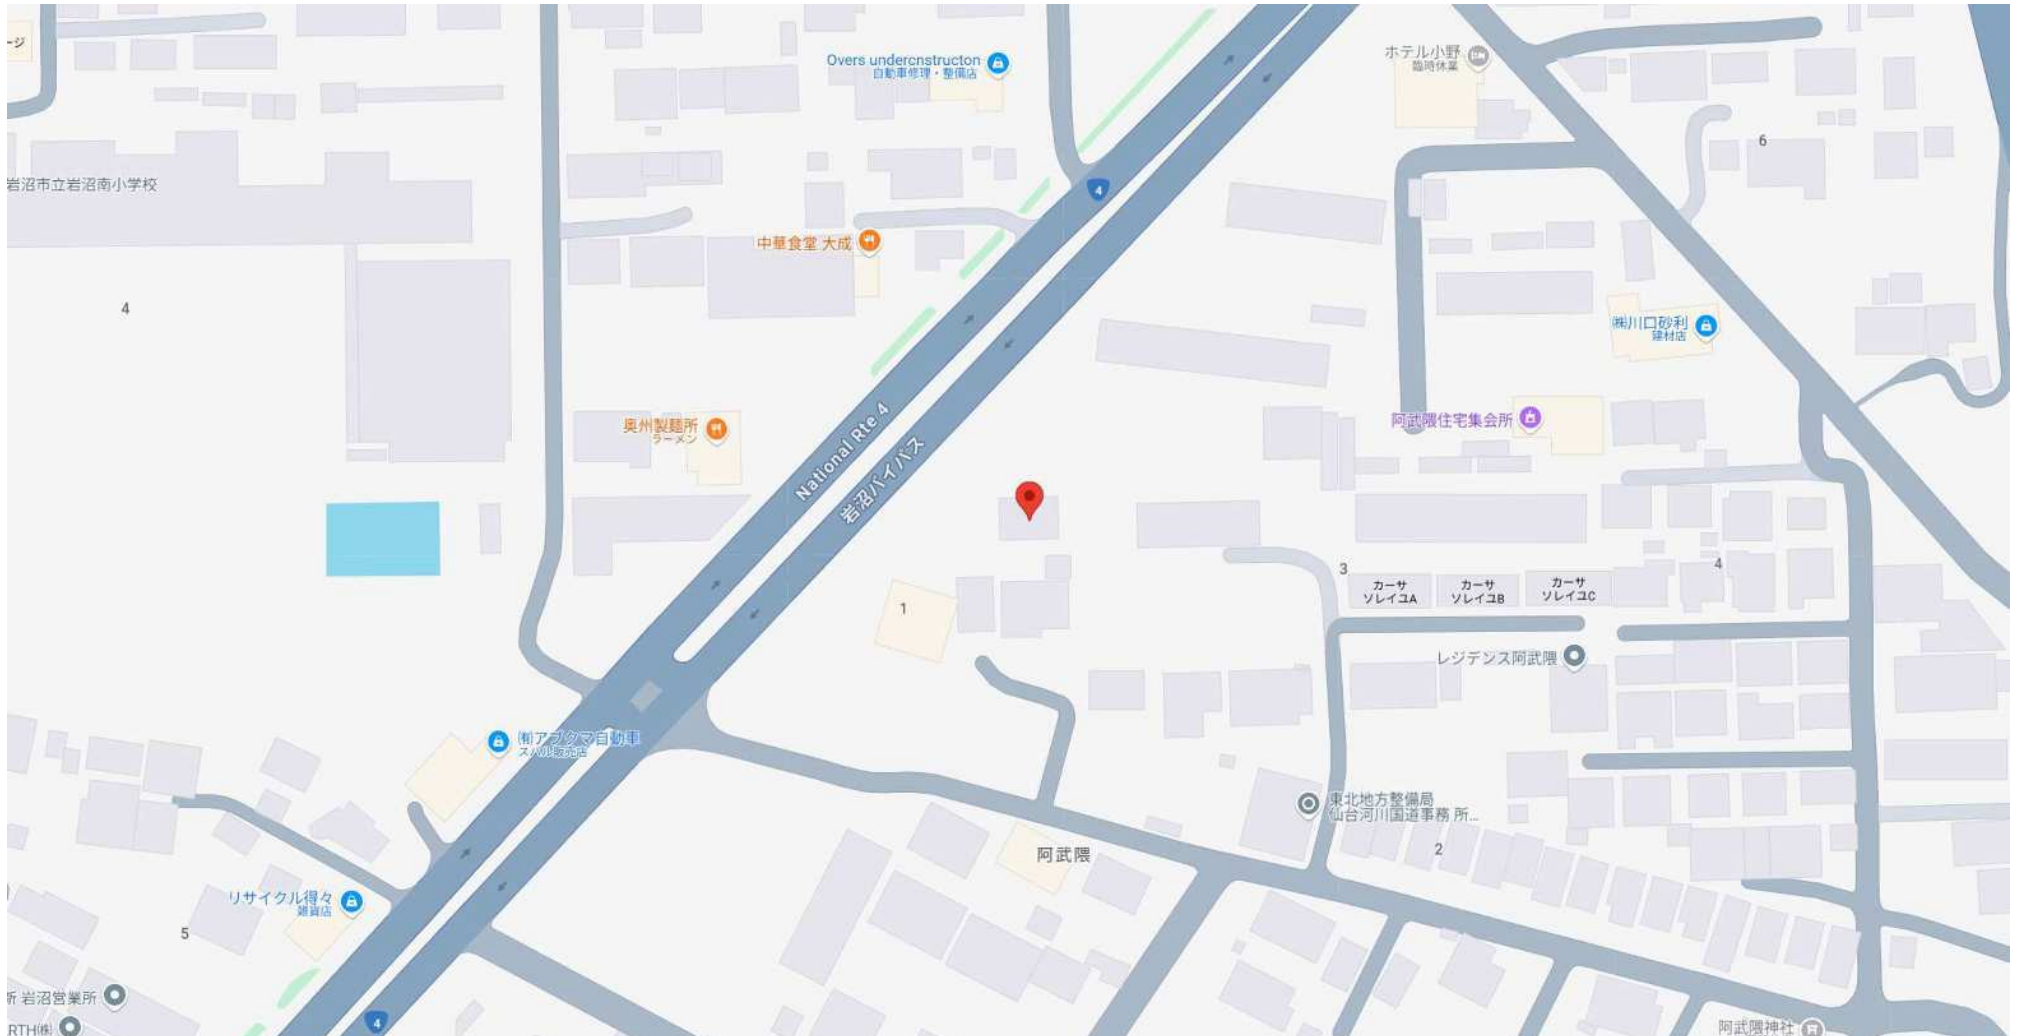 ージ
Overs undercnstructon
自動車修理・整備店
ホテル小野
臨時休業
6
岩沼市立岩沼南小学校
4
中華食堂 大成
4
㈱川口砂利
建材店
奥州製麺所
ラーメン
National Rte 4
岩沼バイパス
阿武隈住宅集会所
3
4
カーサ
ソレイユA
カーサ
ソレイユB
カーサ
ソレイユC
1
レジデンス阿武隈
㈲アブクマ自動車
スバル販売店
東北地方整備局
仙台河川国道事務 所...
2
阿武隈
リサイクル得々
雑貨店
5
岩沼営業所
RTH㈱
4
阿武隈神社